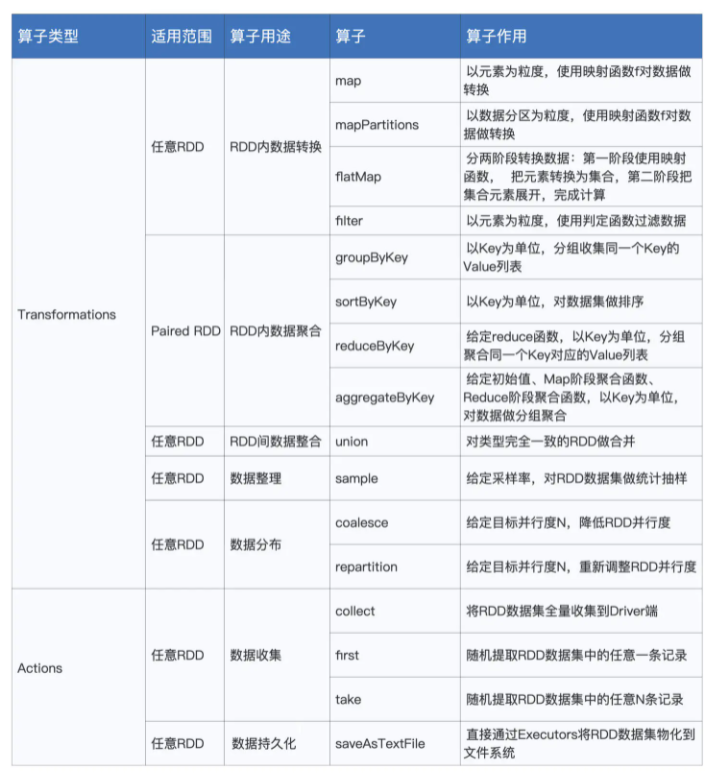 算子类型 适用范围 算子用途 算子 算子作用
Transformations
任意RDD
RDD内数据转换
map
以元素为粒度，使用映射函数f对数据做
转换
mapPartitions
以数据分区为粒度，使用映射函数f对数
据做转换
flatMap
分两阶段转换数据：第一阶段使用映射
函数， 把元素转换为集合，第二阶段把
集合元素展开，完成计算
filter
以元素为粒度，使用判定函数过滤数据
Paired RDD
RDD内数据聚合
groupByKey
以Key为单位，分组收集同一个Key的
Value列表
sortByKey
以Key为单位，对数据集做排序
reduceByKey
给定reduce函数，以Key为单位，分组
聚合同一个Key对应的Value列表
aggregateByKey
给定初始值、Map阶段聚合函数、
Reduce阶段聚合函数，以Key为单位，
对数据做分组聚合
任意RDD
RDD间数据整合
union
对类型完全一致的RDD做合并
任意RDD
数据整理
sample
给定采样率，对RDD数据集做统计抽样
任意RDD
数据分布
coalesce
给定目标并行度N，降低RDD并行度
repartition
给定目标并行度N，重新调整RDD并行度
Actions
任意RDD
数据收集
collect
将RDD数据集全量收集到Driver端
first
随机提取RDD数据集中的任意一条记录
take
随机提取RDD数据集中的任意N条记录
任意RDD
数据持久化
saveAsTextFile
直接通过Executors将RDD数据集物化到
文件系统